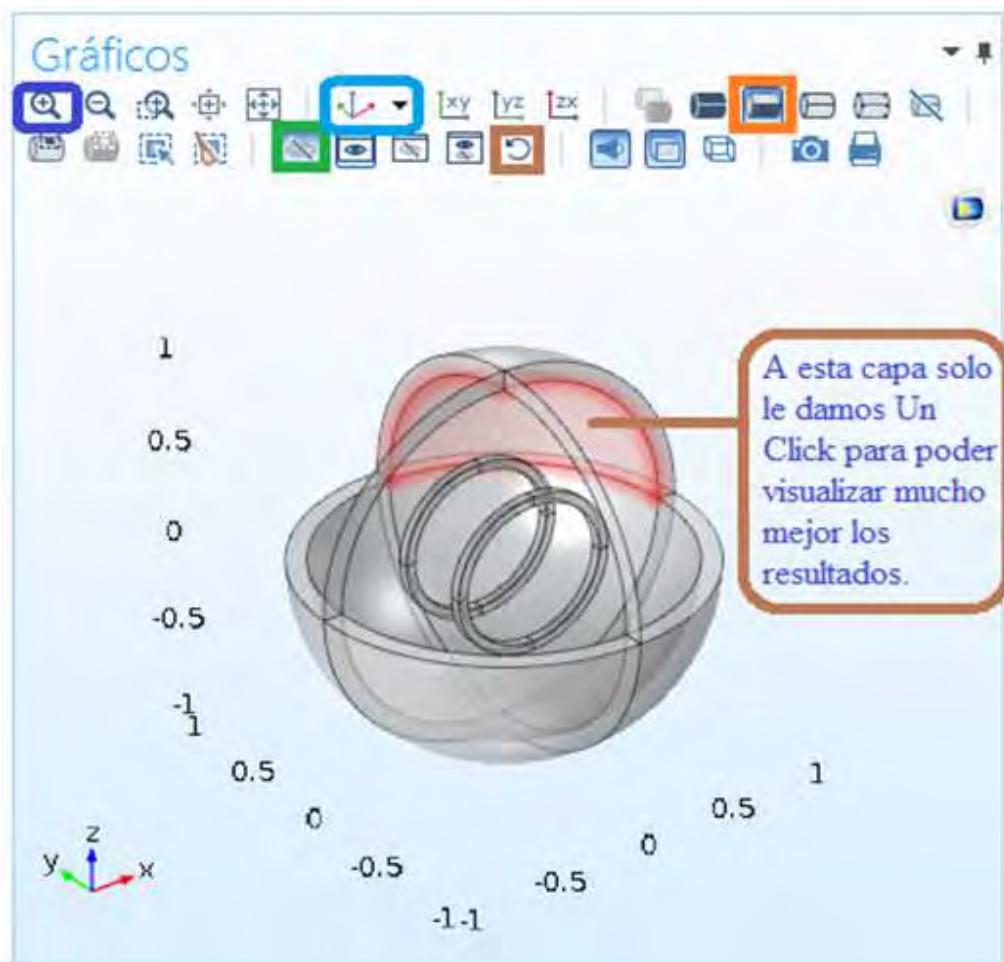 Gráficos
xy yz zx
A esta capa solo
le damos Un
Click para poder
visualizar mucho
mejor los
resultados.
1
0.5
0
-0.5
-1
1
0.5
0
-0.5
-1
-1
-0.5
0
0.5
1
z
y
x